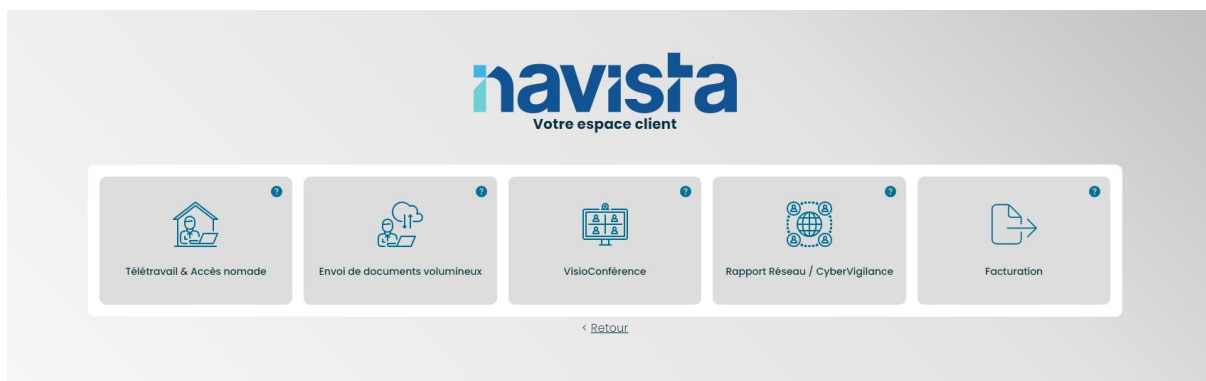 navista
Votre espace client
?
?
?
?
?
Télétravail & Accès nomade
Envoi de documents volumineux
VisioConférence
Rapport Réseau / CyberVigilance
Facturation
< Retour